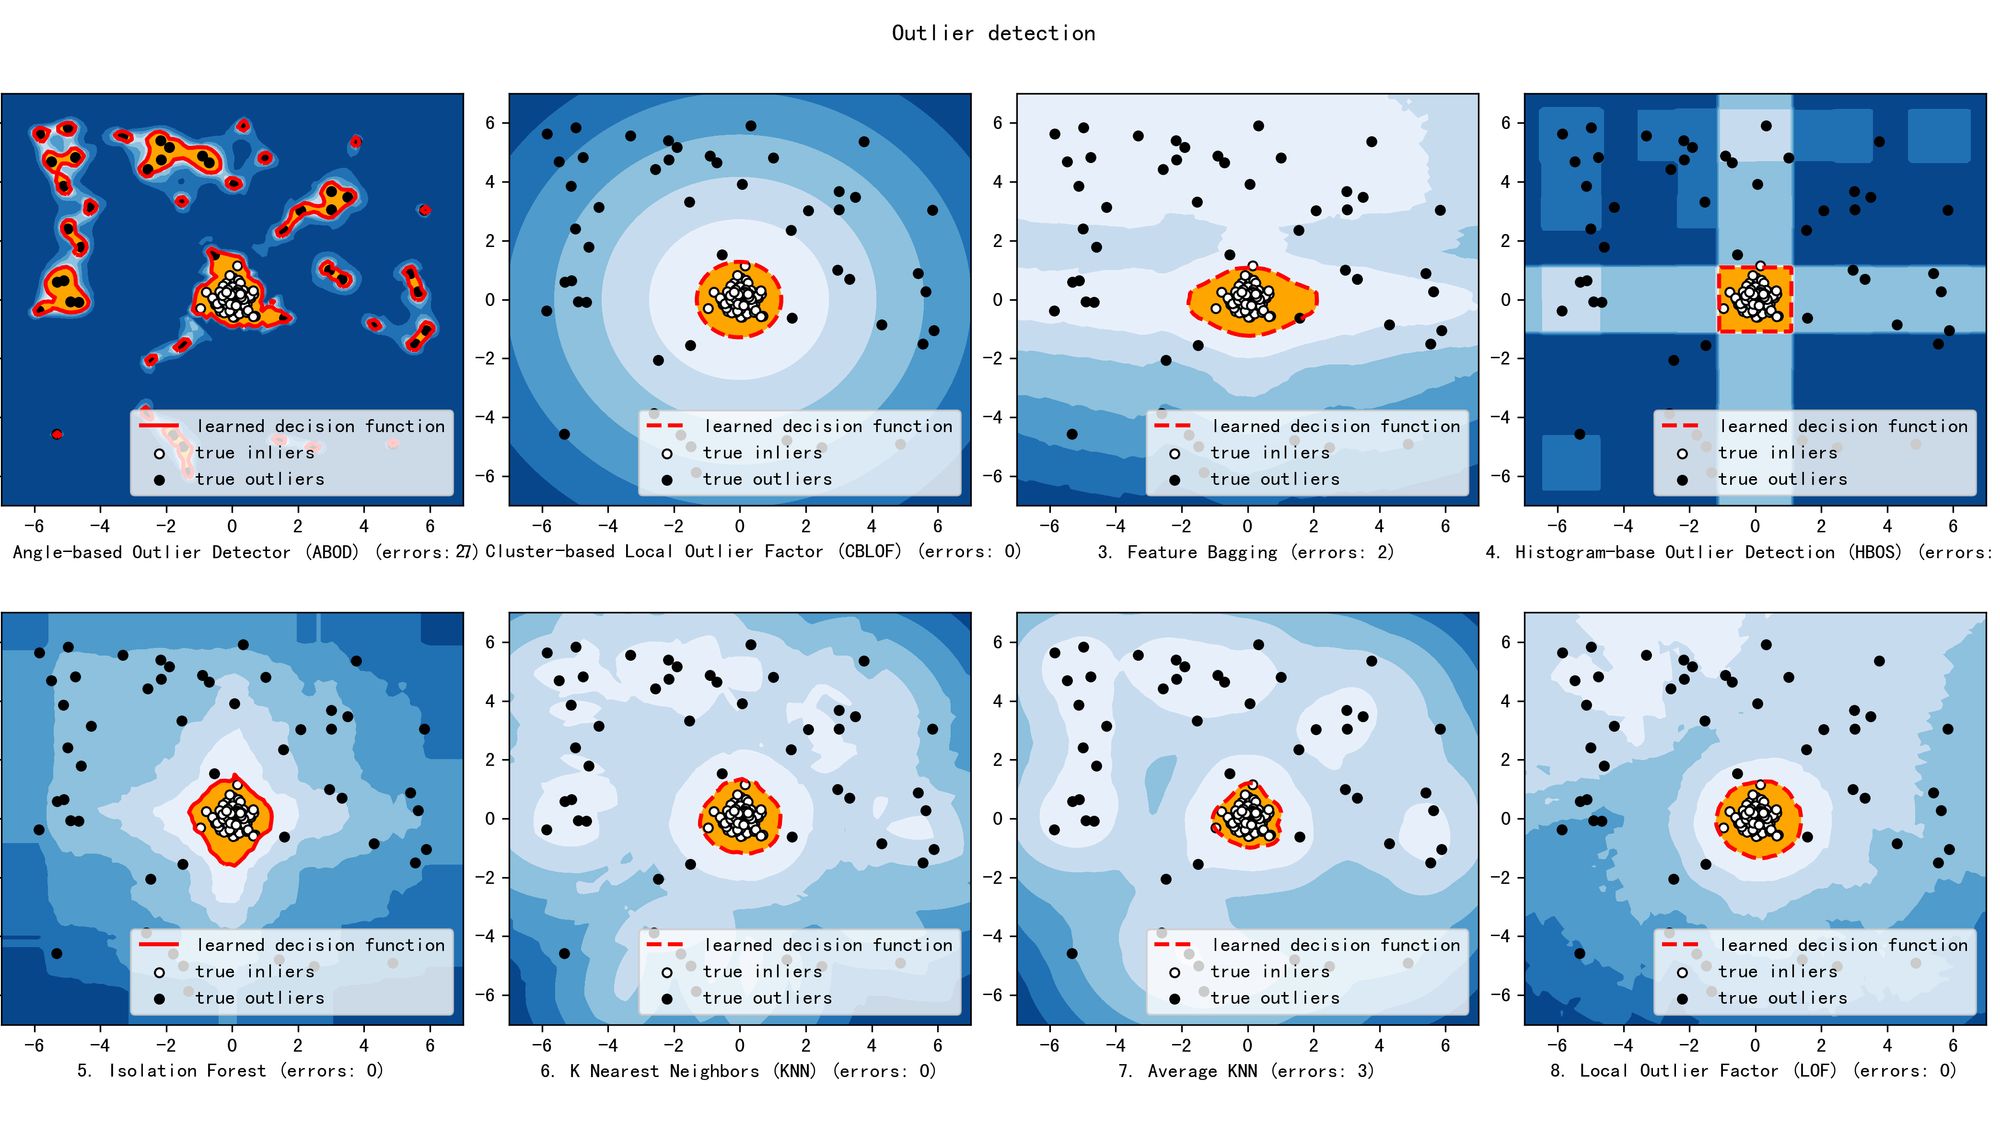 Outlier detection
6 6 6
4 4 4
2 2 2
0 0 0
−2 −2 −2
−4 −4 −4
learned decision function learned decision function learned decision function learned decision function
true inliers true inliers true inliers true inliers
−6 −6 −6
true outliers true outliers true outliers true outliers
−6 −4 −2 0 2 4 6 −6 −4 −2 0 2 4 6 −6 −4 −2 0 2 4 6 −6 −4 −2 0 2 4 6
Angle-based Outlier Detector (ABOD) (errors: Cluster-based Local Outlier Factor (CBLOF) (errors: 0) 3. Feature Bagging (errors: 2) 4. Histogram-base Outlier Detection (HBOS) (errors:
6 6 6
4 4 4
2 2 2
0 0 0
−2 −2 −2
−4 −4 −4
learned decision function learned decision function learned decision function learned decision function
true inliers true inliers true inliers true inliers
−6 −6 −6
true outliers true outliers true outliers true outliers
−6 −4 −2 0 2 4 6 −6 −4 −2 0 2 4 6 −6 −4 −2 0 2 4 6 −6 −4 −2 0 2 4 6
5. Isolation Forest (errors: 0) 6. K Nearest Neighbors (KNN) (errors: 0) 7. Average KNN (errors: 3) 8. Local Outlier Factor (LOF) (errors: 0)